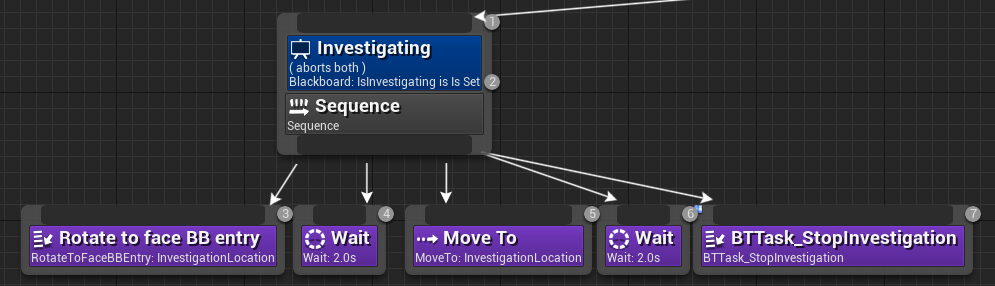 1
Investigating
( aborts both )
Blackboard: IsInvestigating is Is Set
2
Sequence
Sequence
3
4
5
6
7
Rotate to face BB entry
RotateToFaceBBEntry: InvestigationLocation
Wait
Wait: 2.0s
Move To
MoveTo: InvestigationLocation
Wait
Wait: 2.0s
BTTask_StopInvestigation
BTTask_StopInvestigation